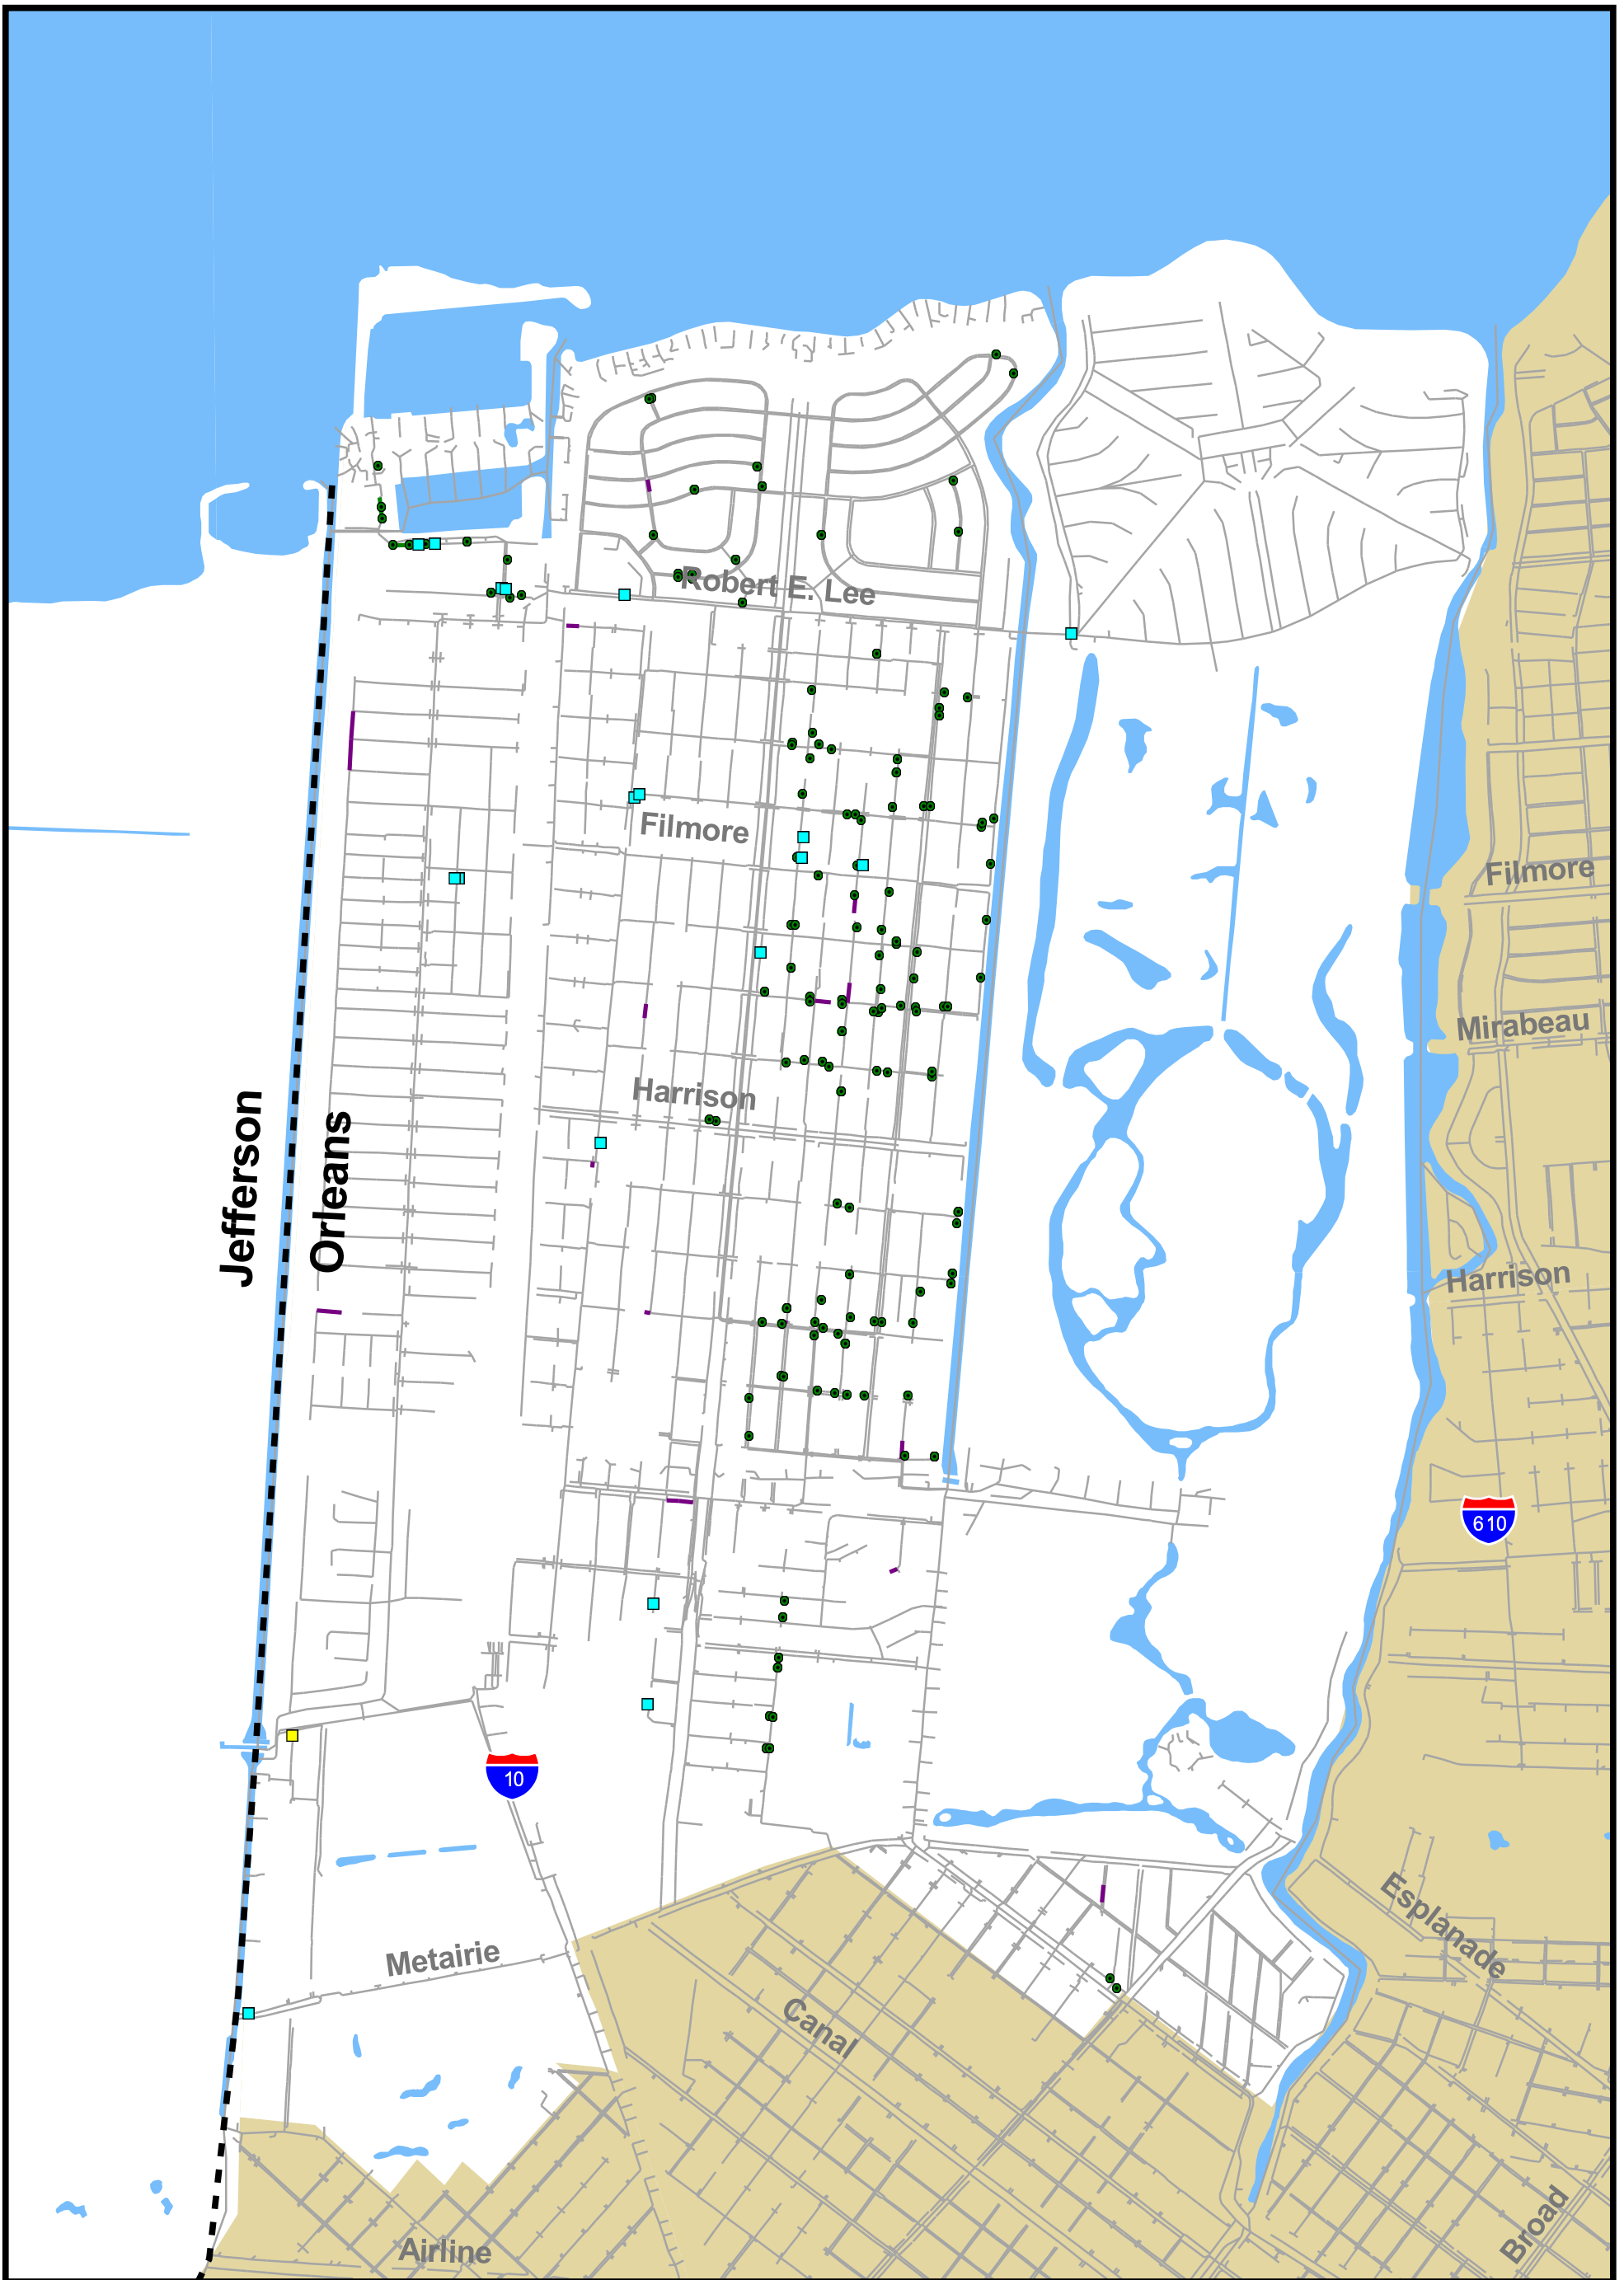 Robert E. Lee
Filmore
Filmore
Mirabeau
Harrison
Jefferson
Orleans
Harrison
610
10
Esplanade
Metairie
Canal
Broad
Airline